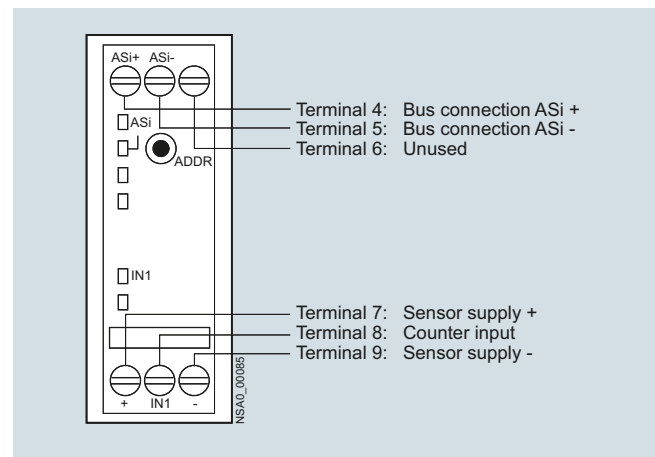 ASi+ ASi-
Terminal 4: Bus connection ASi +
ASi
Terminal 5: Bus connection ASi -
Terminal 6: Unused
ADDR
IN1
Terminal 7: Sensor supply +
Terminal 8: Counter input
Terminal 9: Sensor supply -
+ IN1 -
NSA0_00085